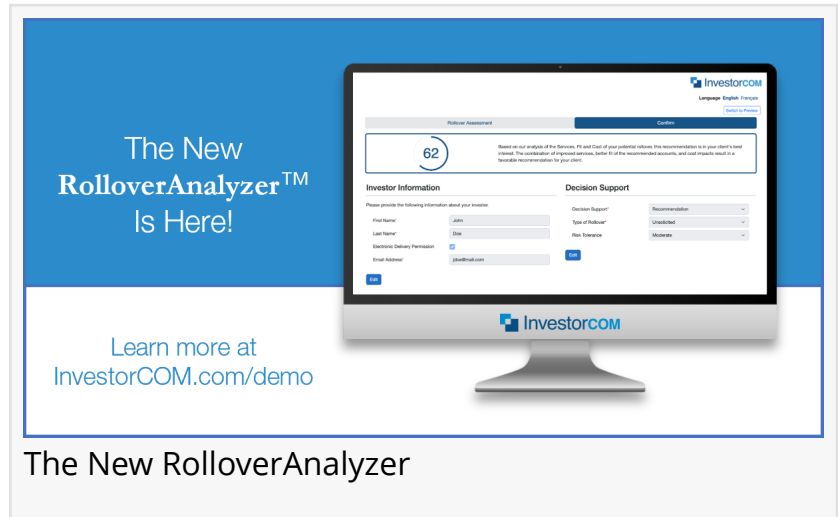 The New
RolloverAnalyzer™
Is Here!
Learn more at
InvestorCOM.com/demo
Investorcom
Language English Français
Switch to Preview
Rollover Assessment
Confirm
62
Based on our analysis of the Services, Fit and Cost of your potential rollover, this recommendation is in your client's best
interest. The combination of improved services, better fit of the recommended accounts, and cost impacts result in a
favorable recommendation for your client.
Investor Information
Please provide the following information about your investor.
First Name* John
Last Name* Doe
Electronic Delivery Permission
Email Address* jdoe@mail.com
Edit
Decision Support
Decision Support* Recommendation
Type of Rollover* Unsolicited
Risk Tolerance Moderate
Edit
Investorcom
The New RolloverAnalyzer